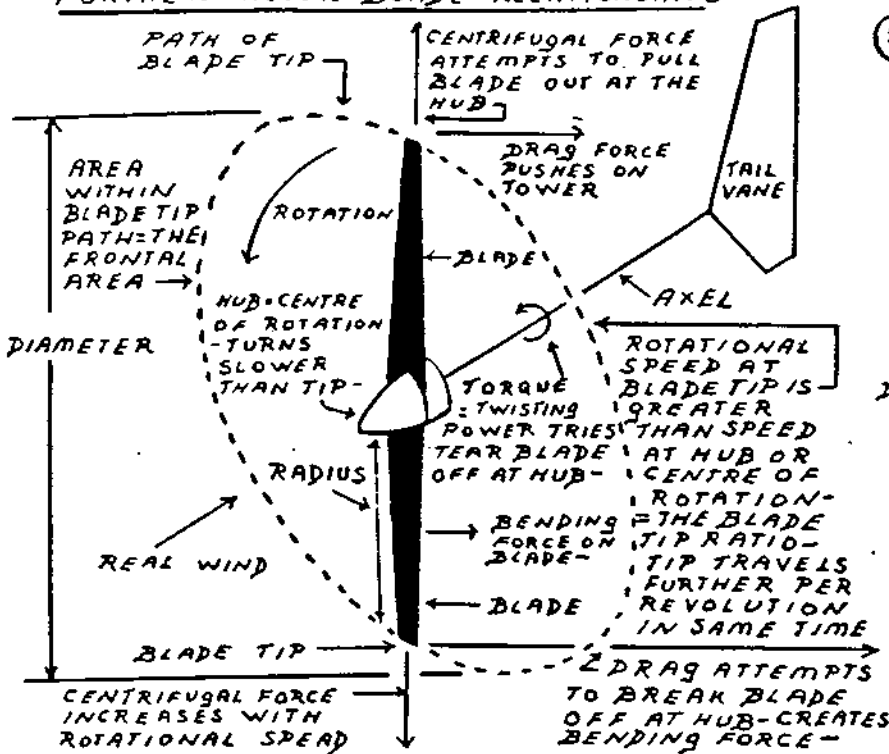 PATH OF
BLADE TIP
CENTRIFUGAL FORCE
ATTEMPTS TO PULL
BLADE OUT AT THE
HUB-
DRAG FORCE
PUSHES ON
TOWER
TAIL
VANE
AREA
WITHIN
BLADE TIP
PATH=THE
FRONTAL
AREA
ROTATION
BLADE
AXEL
HUB=CENTRE
OF ROTATION
-TURNS
SLOWER
THAN TIP-
DIAMETER
TORQUE
=TWISTING
POWER TRIES
TEAR BLADE
OFF AT HUB-
ROTATIONAL
SPEED AT
BLADE TIP IS
GREATER
THAN SPEED
AT HUB OR
CENTRE OF
ROTATION-
=THE BLADE
TIP RATIO-
TIP TRAVELS
FURTHER PER
REVOLUTION
IN SAME TIME
RADIUS
BENDING
FORCE ON
BLADE-
REAL WIND
BLADE
BLADE TIP
CENTRIFUGAL FORCE
INCREASES WITH
ROTATIONAL SPEAD
DRAG ATTEMPTS
TO BREAK BLADE
OFF AT HUB-CREATES
BENDING FORCE-